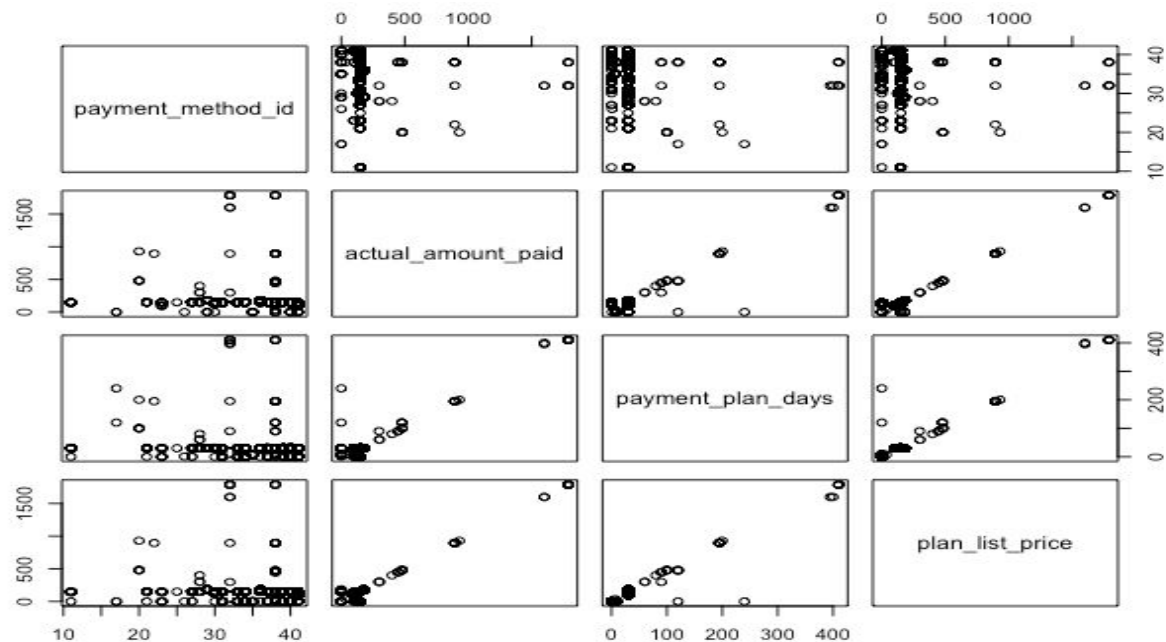 0 500 1000 0 500 1000
payment_method_id
10 20 30 40
0 500 1500
actual_amount_paid
payment_plan_days
0 200 400
0 500 1500
plan_list_price
10 20 30 40 0 100 200 300 400